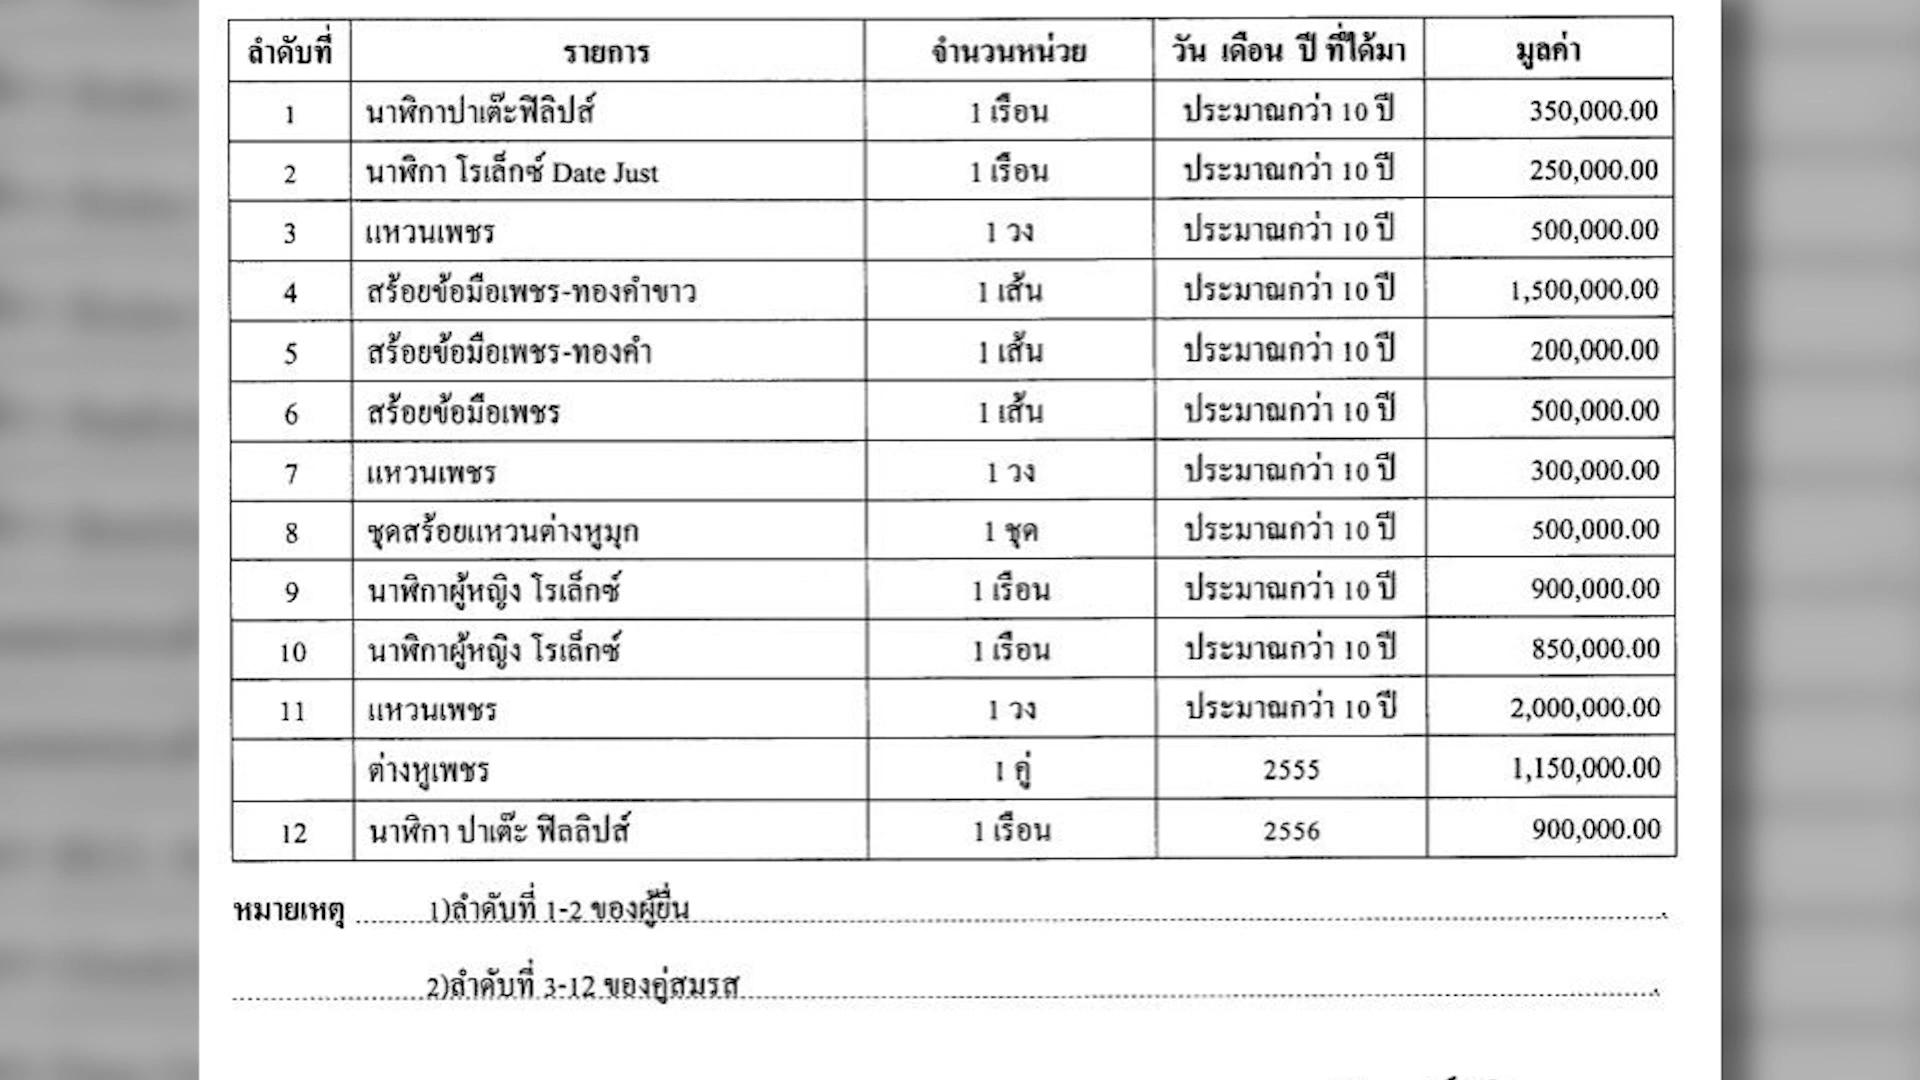 ลำดับที่ รายการ จำนวนหน่วย วัน เดือน ปี ที่ได้มา มูลค่า
1 นาฬิกาปาเต๊ะฟิลิปส์ 1 เรือน ประมาณกว่า 10 ปี 350,000.00
2 นาฬิกา โรเล็กซ์ Date Just 1 เรือน ประมาณกว่า 10 ปี 250,000.00
3 แหวนเพชร 1 วง ประมาณกว่า 10 ปี 500,000.00
4 สร้อยข้อมือเพชร-ทองคำขาว 1 เส้น ประมาณกว่า 10 ปี 1,500,000.00
5 สร้อยข้อมือเพชร-ทองคำ 1 เส้น ประมาณกว่า 10 ปี 200,000.00
6 สร้อยข้อมือเพชร 1 เส้น ประมาณกว่า 10 ปี 500,000.00
7 แหวนเพชร 1 วง ประมาณกว่า 10 ปี 300,000.00
8 ชุดสร้อยแหวนต่างหูมุก 1 ชุด ประมาณกว่า 10 ปี 500,000.00
9 นาฬิกาผู้หญิง โรเล็กซ์ 1 เรือน ประมาณกว่า 10 ปี 900,000.00
10 นาฬิกาผู้หญิง โรเล็กซ์ 1 เรือน ประมาณกว่า 10 ปี 850,000.00
11 แหวนเพชร 1 วง ประมาณกว่า 10 ปี 2,000,000.00
ต่างหูเพชร 1 คู่ 2555 1,150,000.00
12 นาฬิกา ปาเต๊ะ ฟิลลิปส์ 1 เรือน 2556 900,000.00
หมายเหตุ 1)ลำดับที่ 1-2 ของผู้ยื่น
2)ลำดับที่ 3-12 ของคู่สมรส